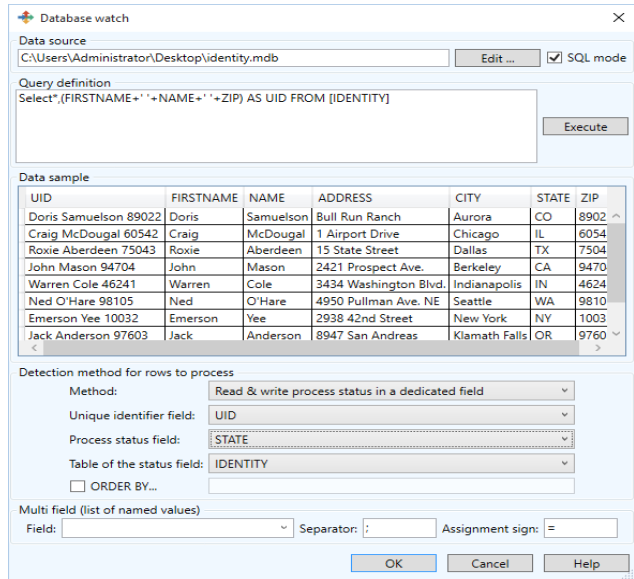 Database watch
Data source
C:\Users\Administrator\Desktop\identity.mdb Edit ... SQL mode
Query definition
Select*,(FIRSTNAME+' '+NAME+' '+ZIP) AS UID FROM [IDENTITY]
Execute
Data sample
UID FIRSTNAME NAME ADDRESS CITY STATE ZIP
Doris Samuelson 89022 Doris Samuelson Bull Run Ranch Aurora CO 8902
Craig McDougal 60542 Craig McDougal 1 Airport Drive Chicago IL 6054
Roxie Aberdeen 75043 Roxie Aberdeen 15 State Street Dallas TX 7504
John Mason 94704 John Mason 2421 Prospect Ave. Berkeley CA 9470
Warren Cole 46241 Warren Cole 3434 Washington Blvd. Indianapolis IN 4624
Ned O'Hare 98105 Ned O'Hare 4950 Pullman Ave. NE Seattle WA 9810
Emerson Yee 10032 Emerson Yee 2938 42nd Street New York NY 1003
Jack Anderson 97603 Jack Anderson 8947 San Andreas Klamath Falls OR 9760
Detection method for rows to process
Method: Read & write process status in a dedicated field
Unique identifier field: UID
Process status field: STATE
Table of the status field: IDENTITY
ORDER BY...
Multi field (list of named values)
Field: Separator: ; Assignment sign: =
OK Cancel Help